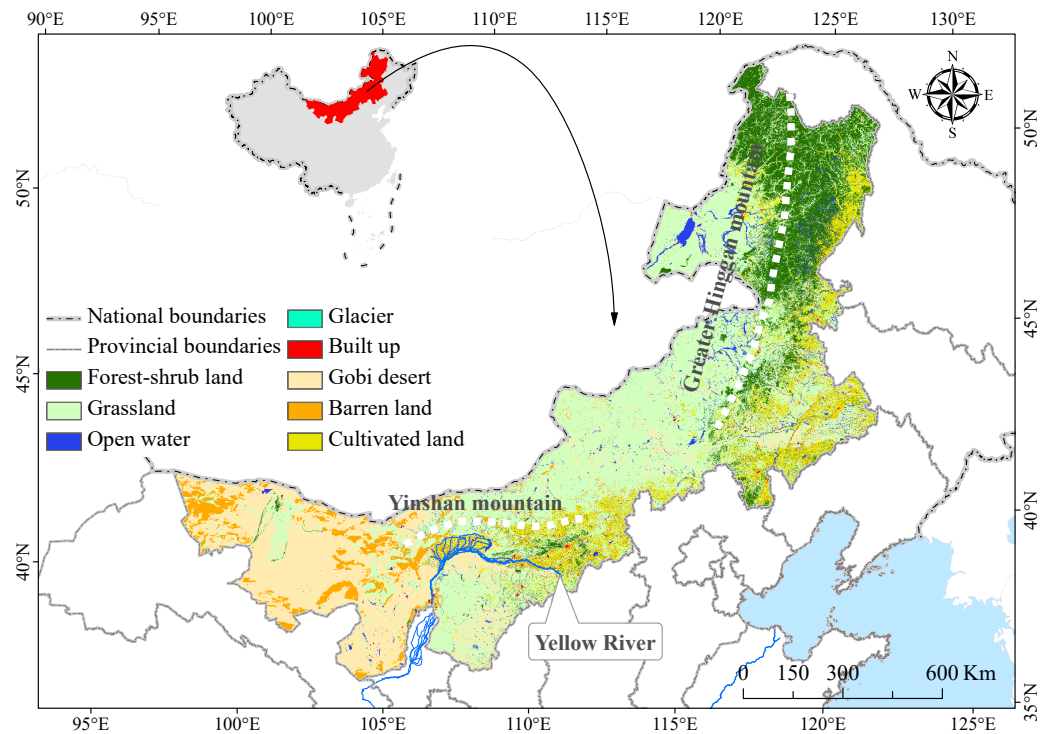 90°E 95°E 100°E 105°E 110°E 115°E 120°E 125°E 130°E
N
W E
S
50°N
50°N
45°N
45°N
40°N
40°N
35°N
Greater Hinggan mountain
National boundaries
Provincial boundaries
Forest-shrub land
Grassland
Open water
Glacier
Built up
Gobi desert
Barren land
Cultivated land
Yinshan mountain
Yellow River
0 150 300 600 Km
95°E 100°E 105°E 110°E 115°E 120°E 125°E